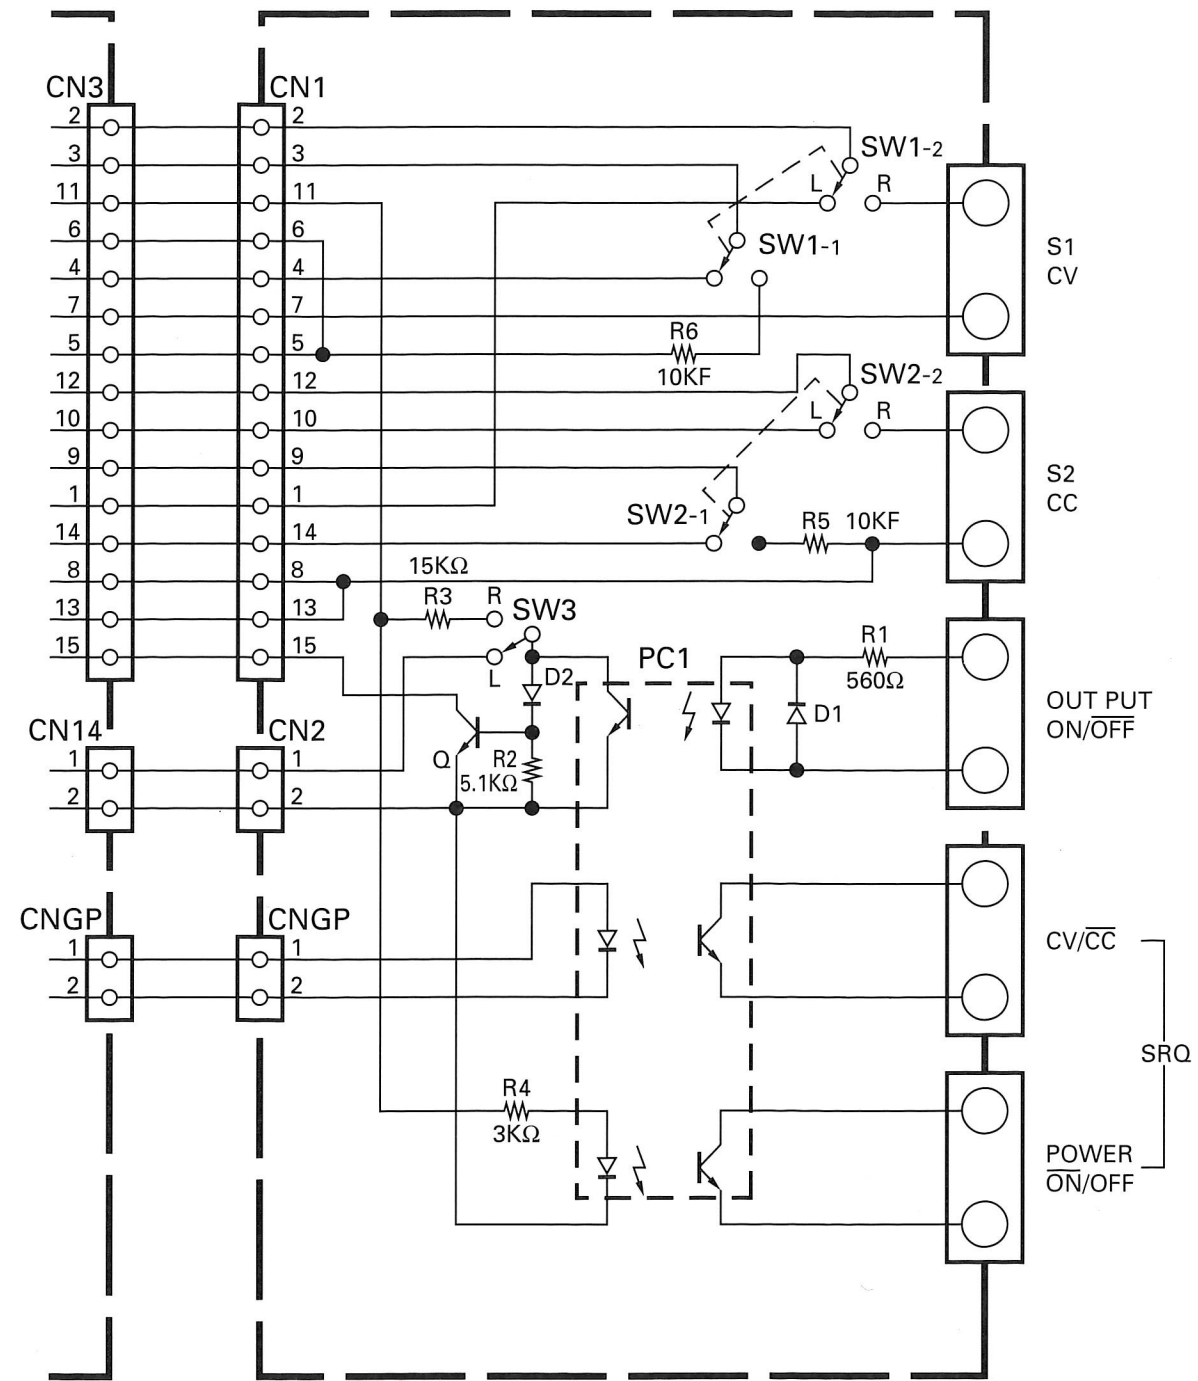 CN3
CN1
2
2
SW1-2
3
3
L
R
11
11
6
6
SW1-1
S1
CV
4
4
7
7
R6
5
5
10KF
12
12
SW2-2
10
10
L
R
9
9
S2
CC
1
1
SW2-1
14
14
R5
10KF
8
8
15KΩ
13
13
R3
R
SW3
15
15
L
D2
PC1
R1
560Ω
D1
OUT PUT
ON/OFF
CN14
CN2
1
1
Q
R2
5.1KΩ
2
2
CNGP
CNGP
1
1
CV/CC
2
2
SRQ
R4
3KΩ
POWER
ON/OFF